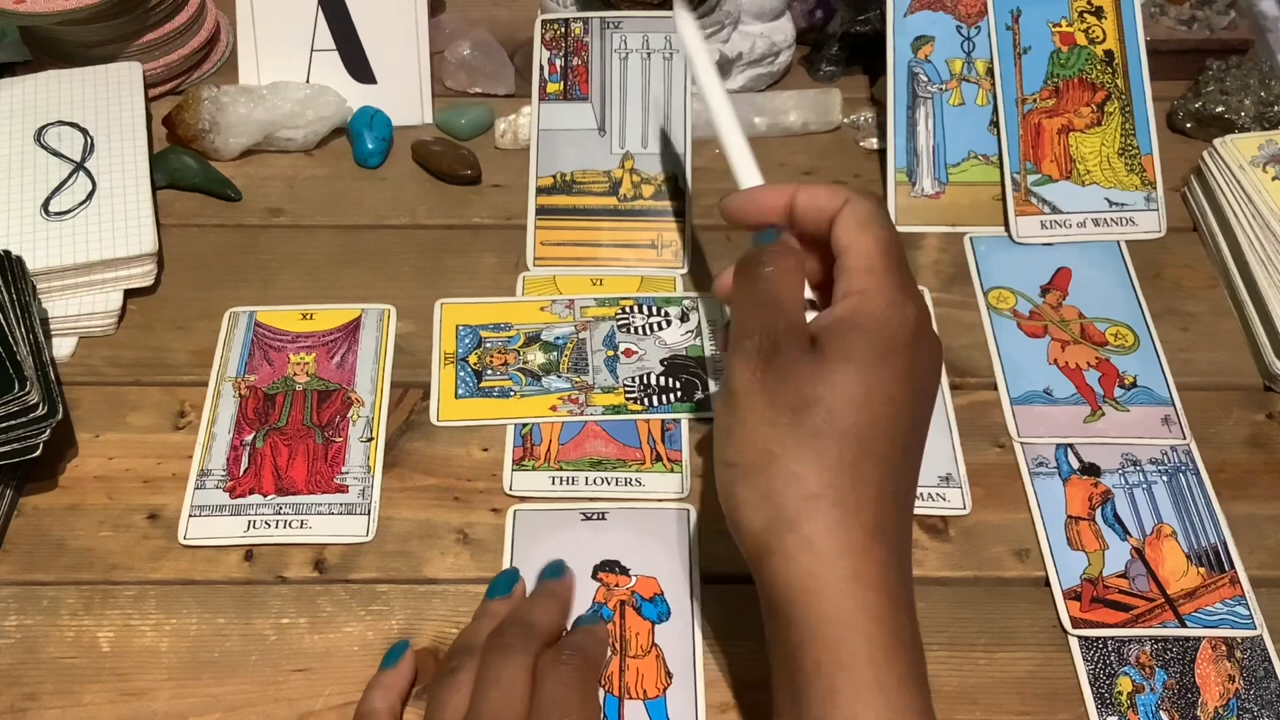 A
8
IV
KING of WANDS.
VI
VII
XI
THE LOVERS.
MAN.
JUSTICE.
VII